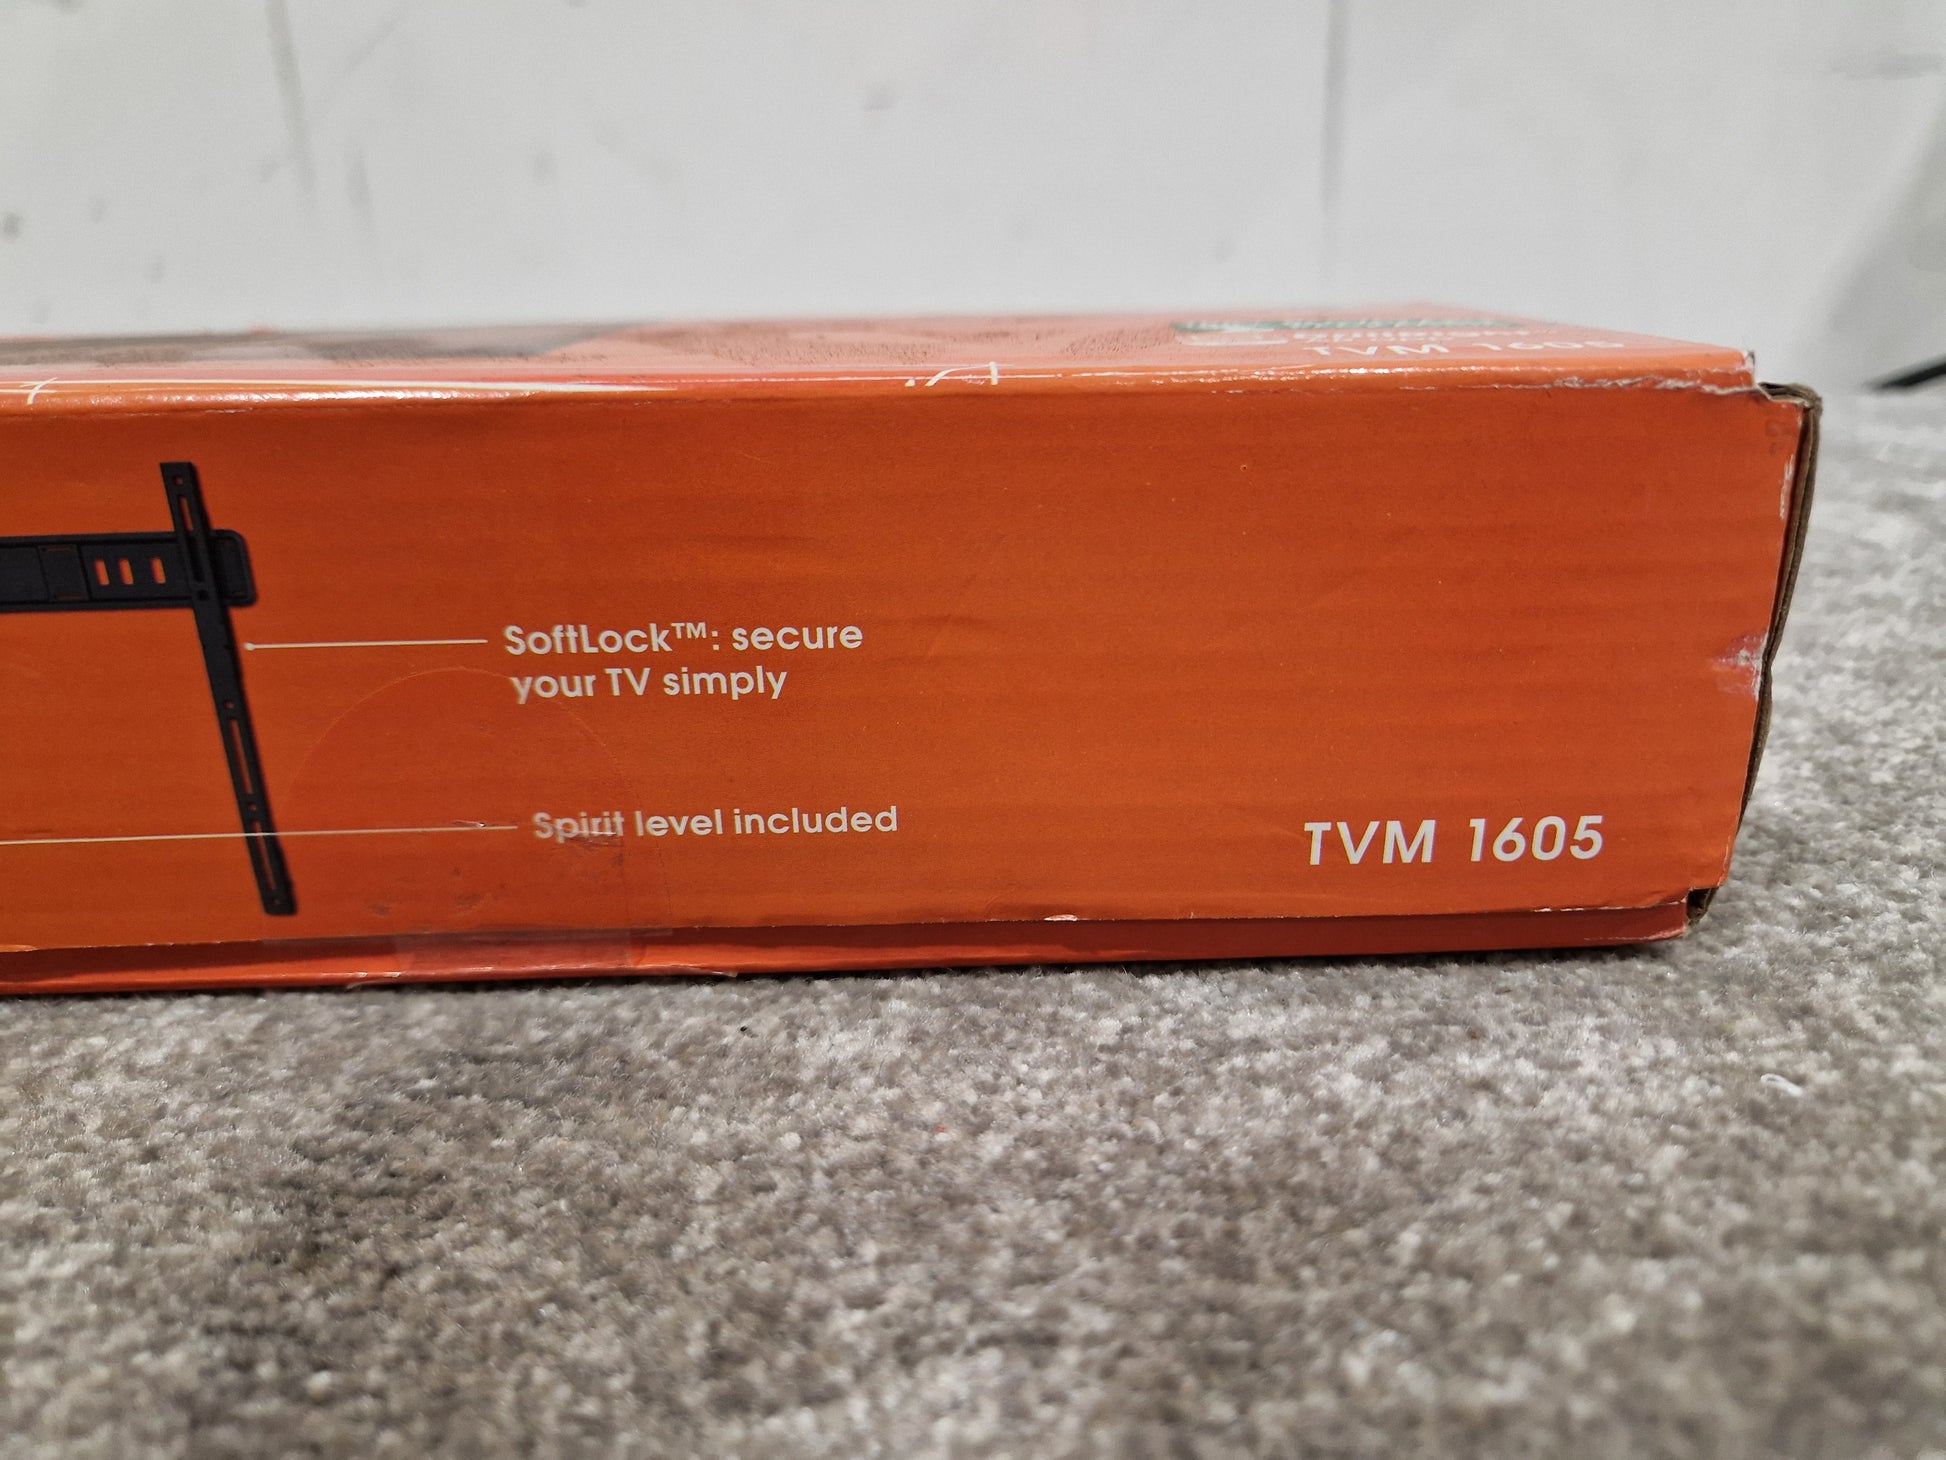 TVM 1605
SoftLock™: secure
your TV simply
Spirit level included
TVM 1605